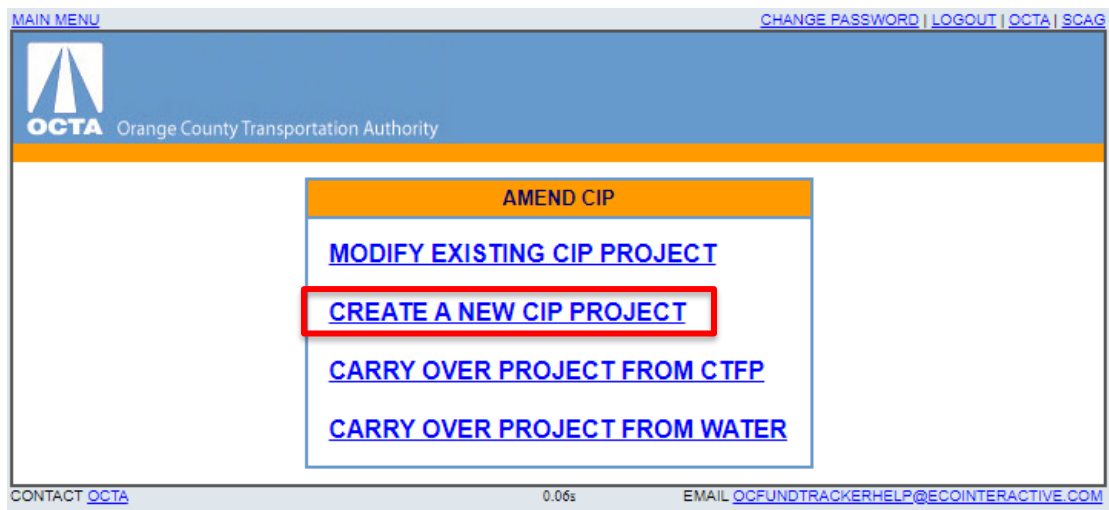 MAIN MENU CHANGE PASSWORD | LOGOUT | OCTA | SCAG
OCTA Orange County Transportation Authority
AMEND CIP
MODIFY EXISTING CIP PROJECT
CREATE A NEW CIP PROJECT
CARRY OVER PROJECT FROM CTFP
CARRY OVER PROJECT FROM WATER
CONTACT OCTA 0.06s EMAIL OCFUNDTRACKERHELP@ECOINTERACTIVE.COM